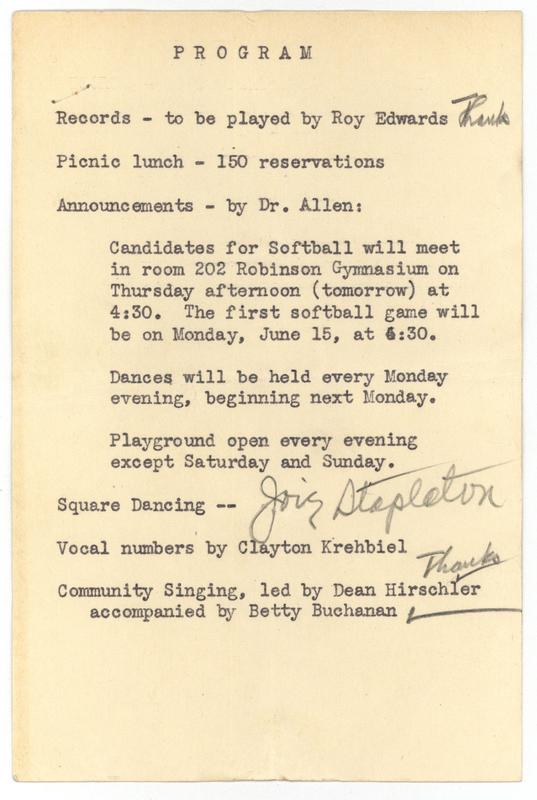 PROGRAM
Records - to be played by Roy Edwards Thanks
Picnic lunch - 150 reservations
Announcements - by Dr. Allen:
Candidates for Softball will meet
in room 202 Robinson Gymnasium on
Thursday afternoon (tomorrow) at
4:30. The first softball game will
be on Monday, June 15, at 6:30.
Dances will be held every Monday
evening, beginning next Monday.
Playground open every evening
except Saturday and Sunday.
Square Dancing -- Stapleton
Vocal numbers by Clayton Krehbiel
Thanks
Community Singing, led by Dean Hirschler
accompanied by Betty Buchanan